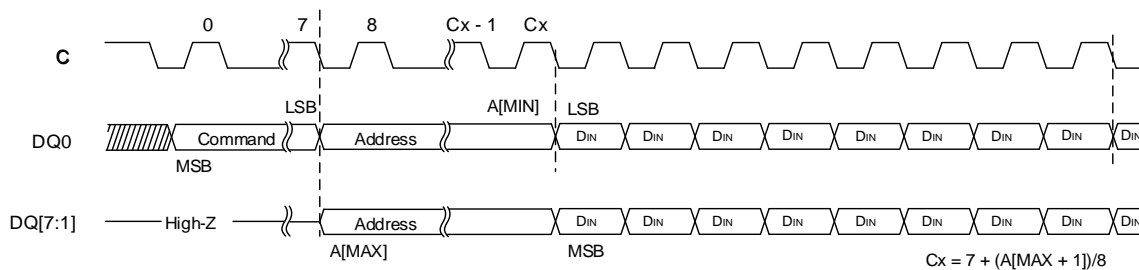 0 7 8 Cx - 1 Cx
C
LSB A[MIN] LSB
DQ0 Command Address DIN DIN DIN DIN DIN DIN DIN DIN DIN
MSB
DQ[7:1] High-Z Address DIN DIN DIN DIN DIN DIN DIN DIN DIN
A[MAX] MSB
Cx = 7 + (A[MAX + 1])/8